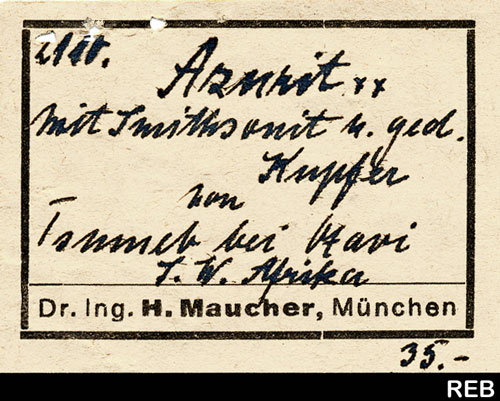 Azurit xx
mit Smithsonit u. ged.
Kupfer
von
Tsumeb bei Otavi
S. W. Afrika
Dr. Ing. H. Maucher, München
35.-
REB